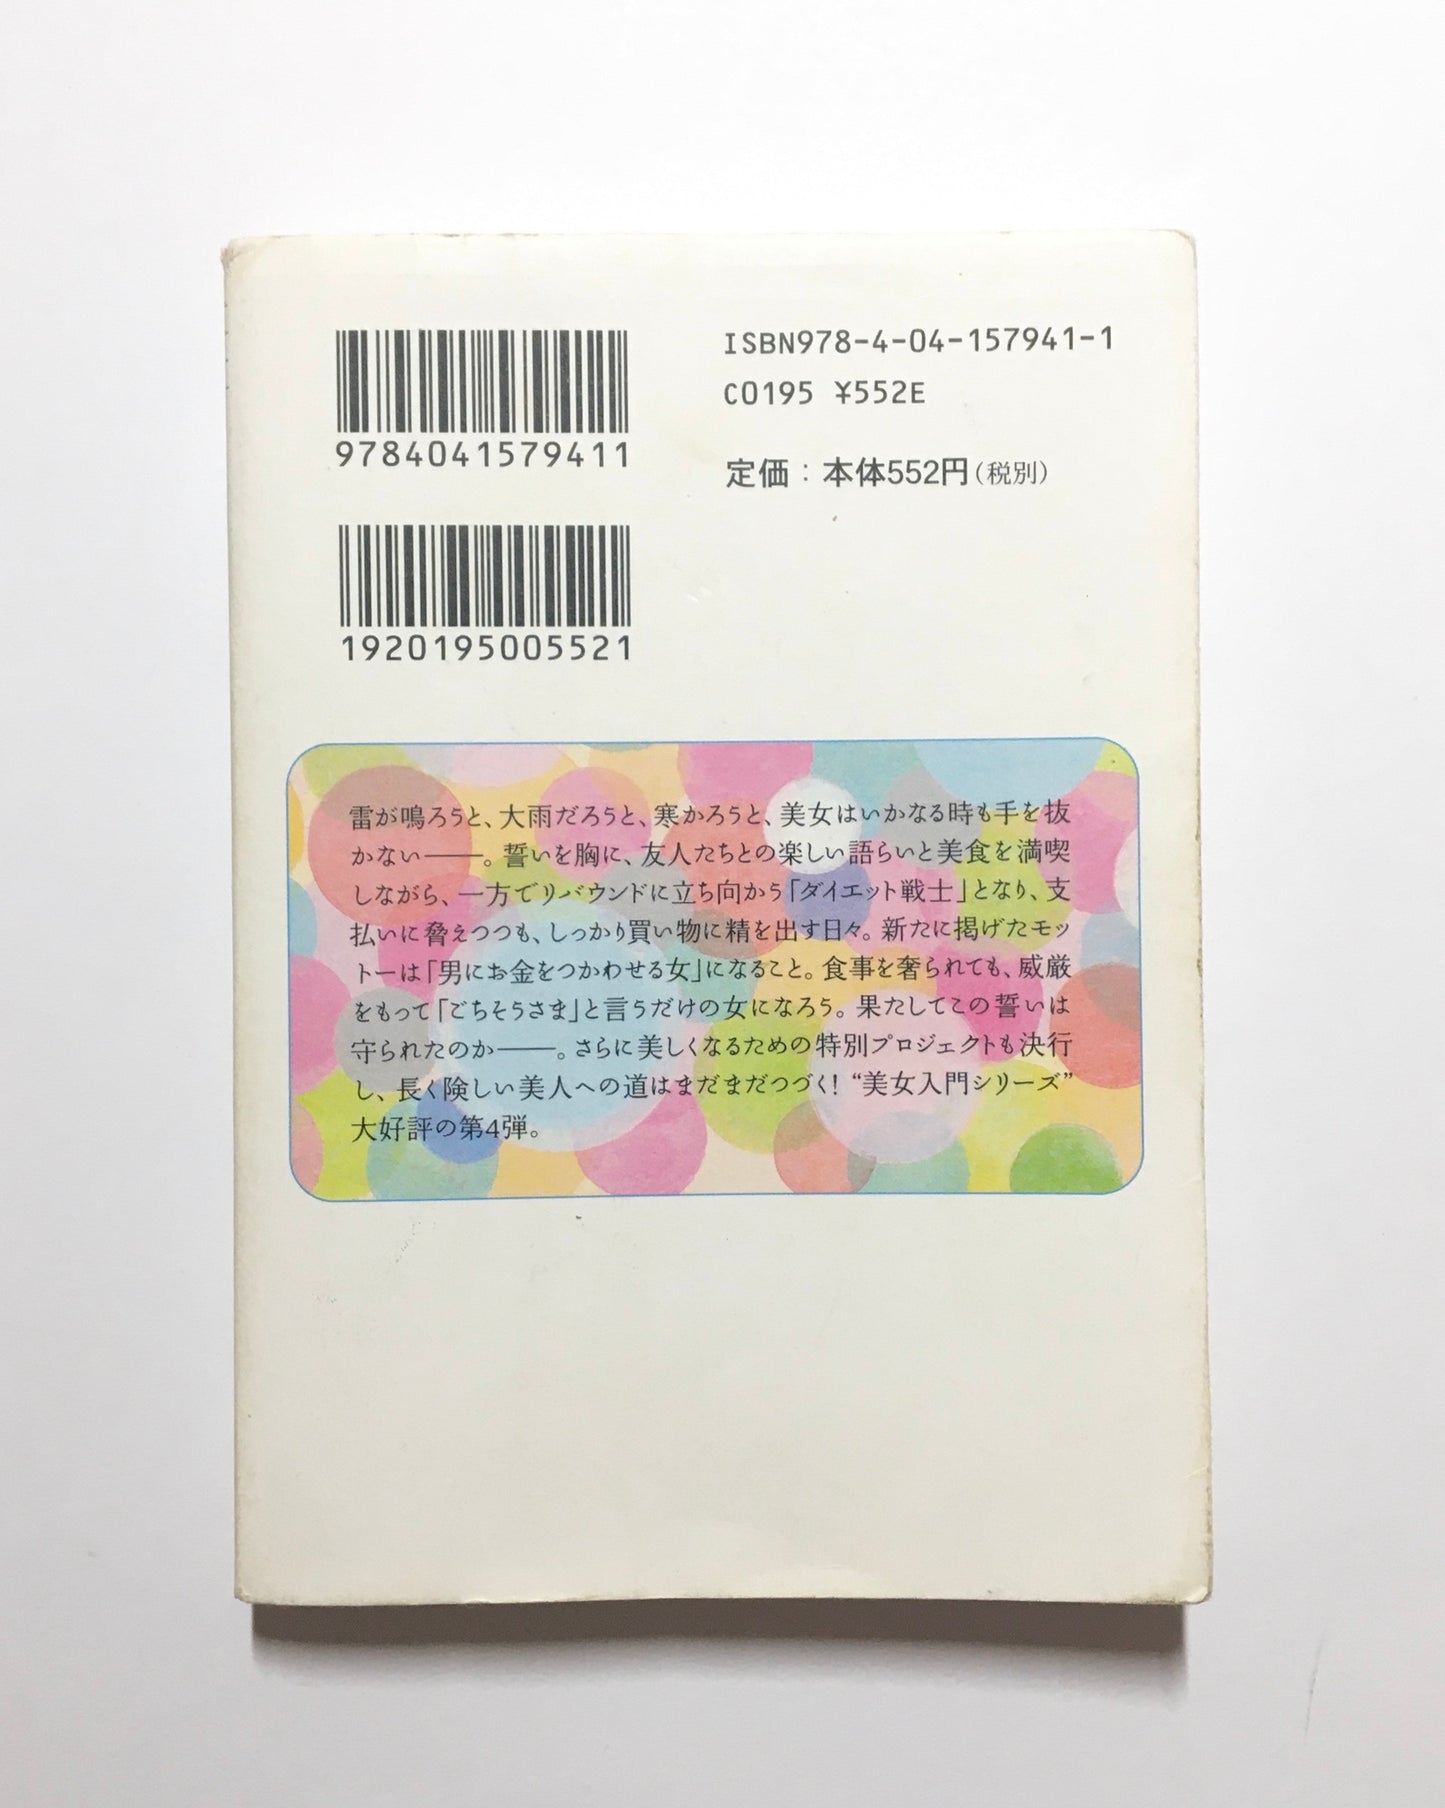 9784041579411
ISBN978-4-04-157941-1
C0195 ¥552E
定価：本体552円（税別）
1920195005521
雷が鳴ろうと、大雨だろうと、寒かろうと、美女はいかなる時も手を抜
かない――。誓いを胸に、友人たちとの楽しい語らいと美食を満喫
しながら、一方でリバウンドに立ち向かう「ダイエット戦士」となり、支
払いに脅えつつも、しっかり買い物に精を出す日々。新たに掲げたモッ
トーは「男にお金をつかわせる女」になること。食事を奢られても、威厳
をもって「ごちそうさま」と言うだけの女になろう。果たしてこの誓いは
守られたのか――。さらに美しくなるための特別プロジェクトも決行
し、長く険しい美人への道はまだまだつづく！“美女入門シリーズ”
大好評の第4弾。